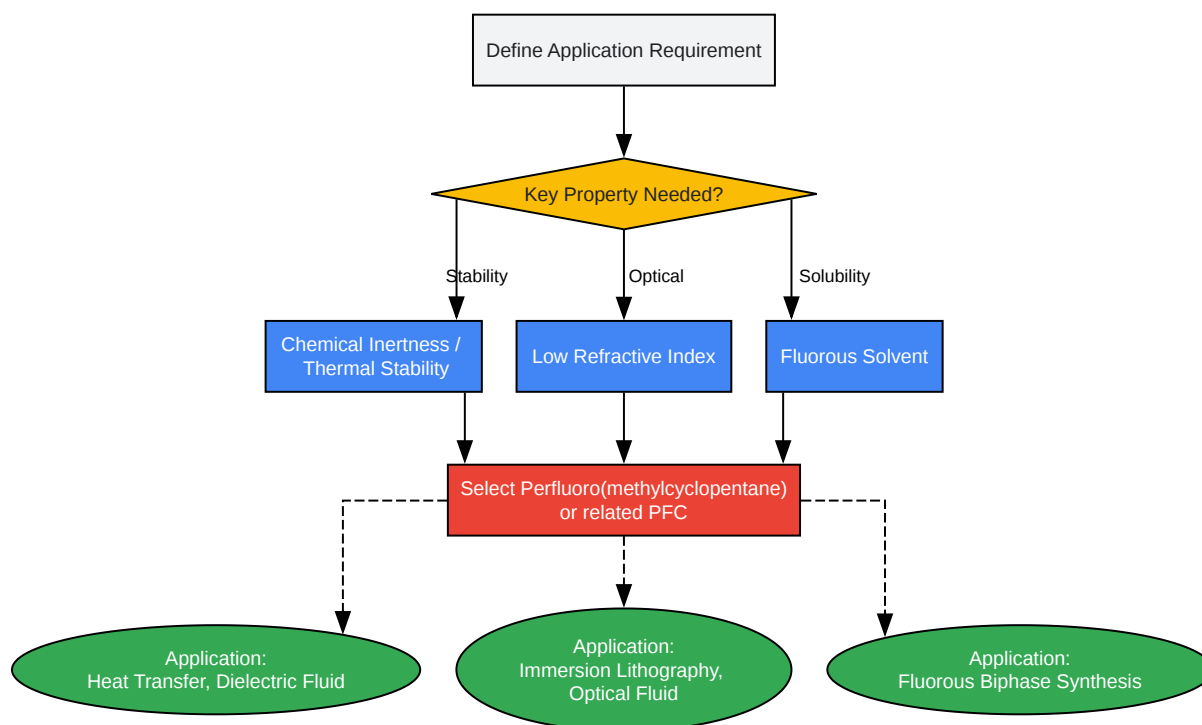 Define Application Requirement
Key Property Needed?
Stability
Optical
Solubility
Chemical Inertness /
Thermal Stability
Low Refractive Index
Fluorous Solvent
Select Perfluoro(methylcyclopentane)
or related PFC
Application:
Heat Transfer, Dielectric Fluid
Application:
Immersion Lithography,
Optical Fluid
Application:
Fluorous Biphase Synthesis